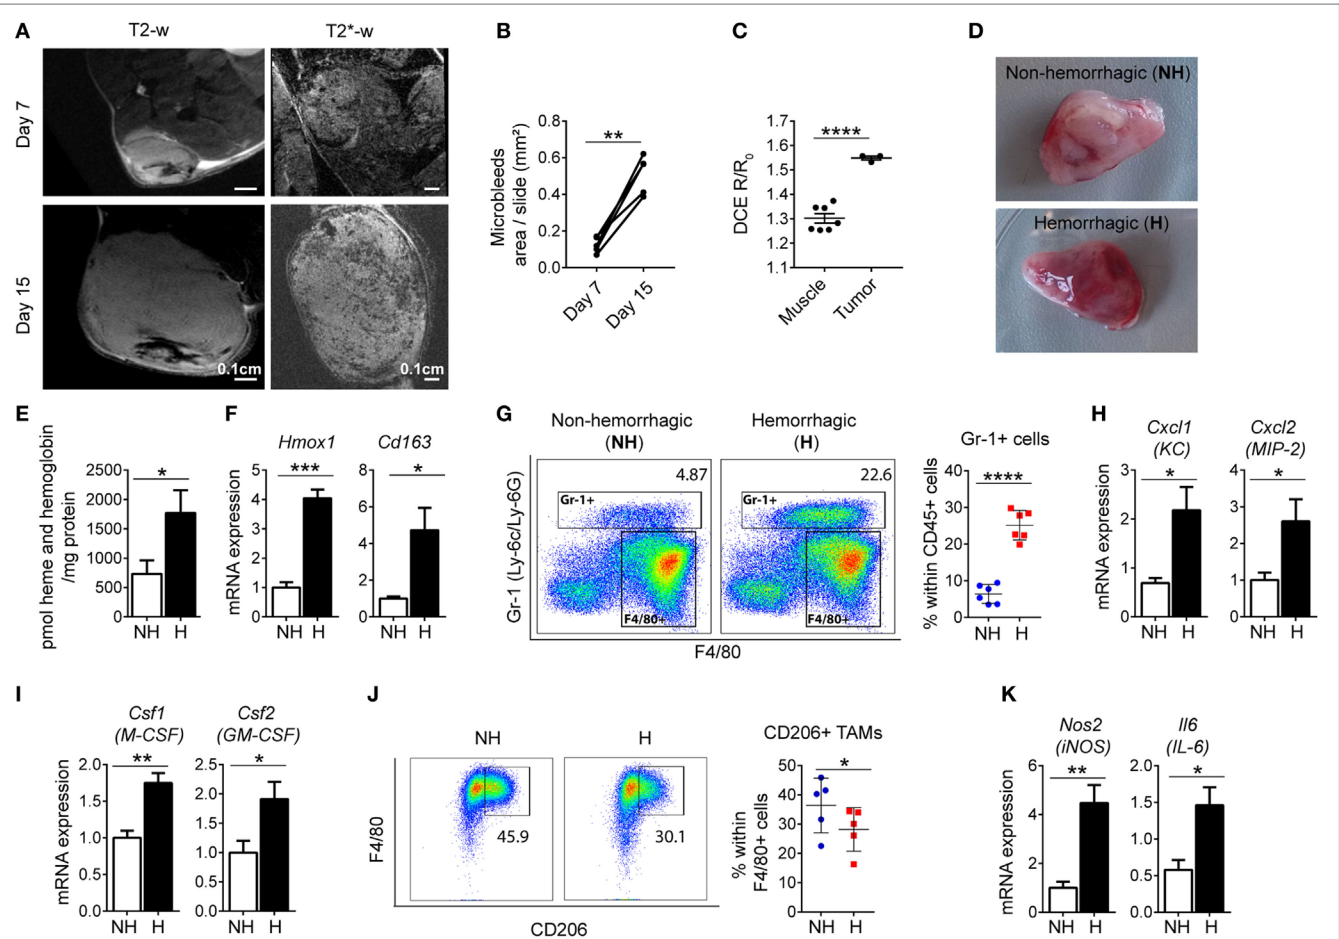 A
T2-w
T2*-w
Day 7
Day 15
0.1cm
0.1cm
B
Microbleeds
area / slide (mm²)
0.8
0.6
0.4
0.2
0.0
**
Day 7
Day 15
C
DCE R/R0
1.7
1.6
1.5
1.4
1.3
1.2
1.1
****
Muscle
Tumor
D
Non-hemorrhagic (NH)
Hemorrhagic (H)
E
pmol heme and hemoglobin
/mg protein
2500
2000
1500
1000
500
0
*
NH H
F
mRNA expression
Hmox1
5
4
3
2
1
0
***
NH H
Cd163
8
6
4
2
0
*
NH H
G
Non-hemorrhagic
(NH)
Hemorrhagic
(H)
Gr-1 (Ly-6c/Ly-6G)
4.87
Gr-1+
F4/80+
22.6
Gr-1+
F4/80+
F4/80
Gr-1+ cells
% within CD45+ cells
40
30
20
10
0
****
NH H
H
mRNA expression
Cxcl1
(KC)
3
2
1
0
*
NH H
Cxcl2
(MIP-2)
4
3
2
1
0
*
NH H
I
mRNA expression
Csf1
(M-CSF)
2.0
1.5
1.0
0.5
0.0
**
NH H
Csf2
(GM-CSF)
2.5
2.0
1.5
1.0
0.5
0.0
*
NH H
J
NH
H
F4/80
45.9
30.1
CD206
CD206+ TAMs
% within
F4/80+ cells
50
40
30
20
10
0
*
NH H
K
mRNA expression
Nos2
(iNOS)
6
4
2
0
**
NH H
Il6
(IL-6)
2.0
1.5
1.0
0.5
0.0
*
NH H